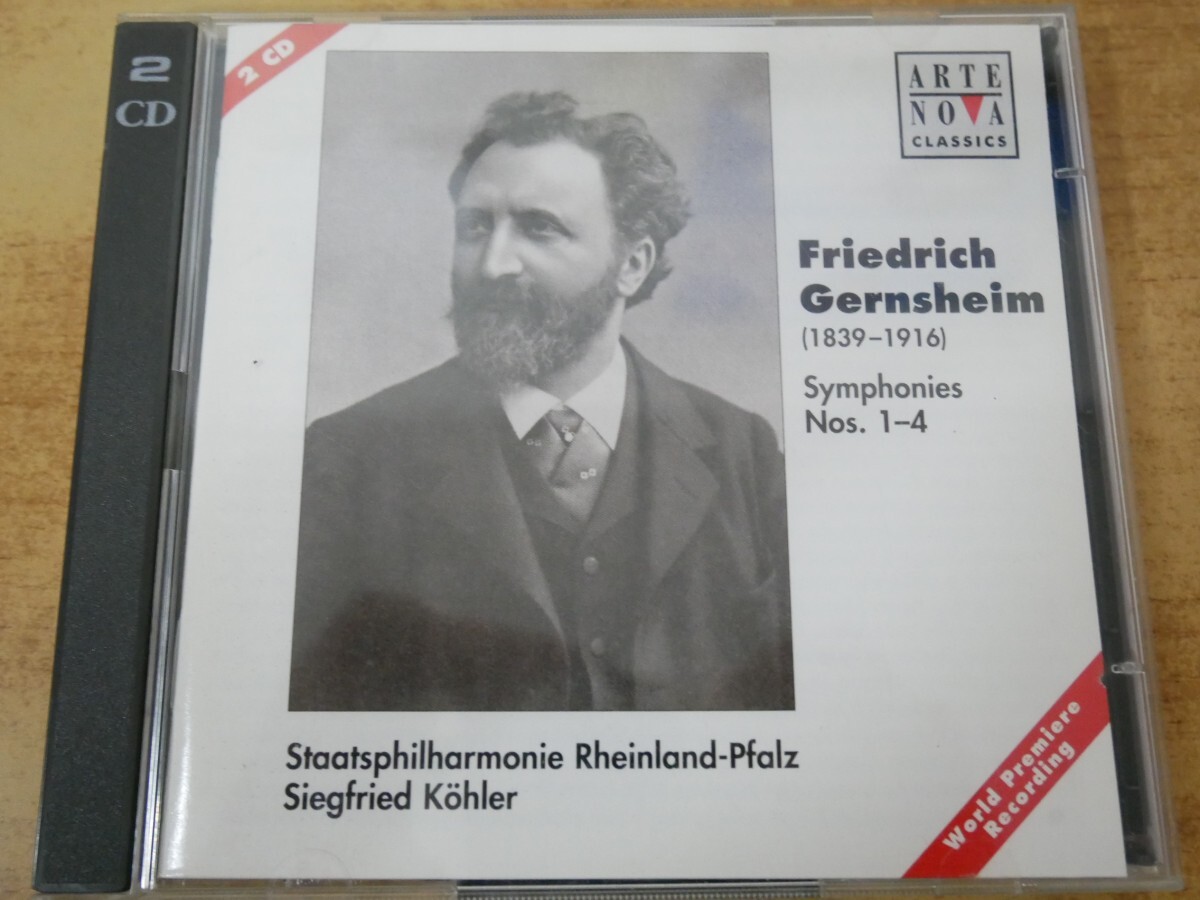 2
CD
2 CD
ARTE
NOVA
CLASSICS
Friedrich
Gernsheim
(1839–1916)
Symphonies
Nos. 1–4
Staatsphilharmonie Rheinland-Pfalz
Siegfried Köhler
World Premiere
Recording